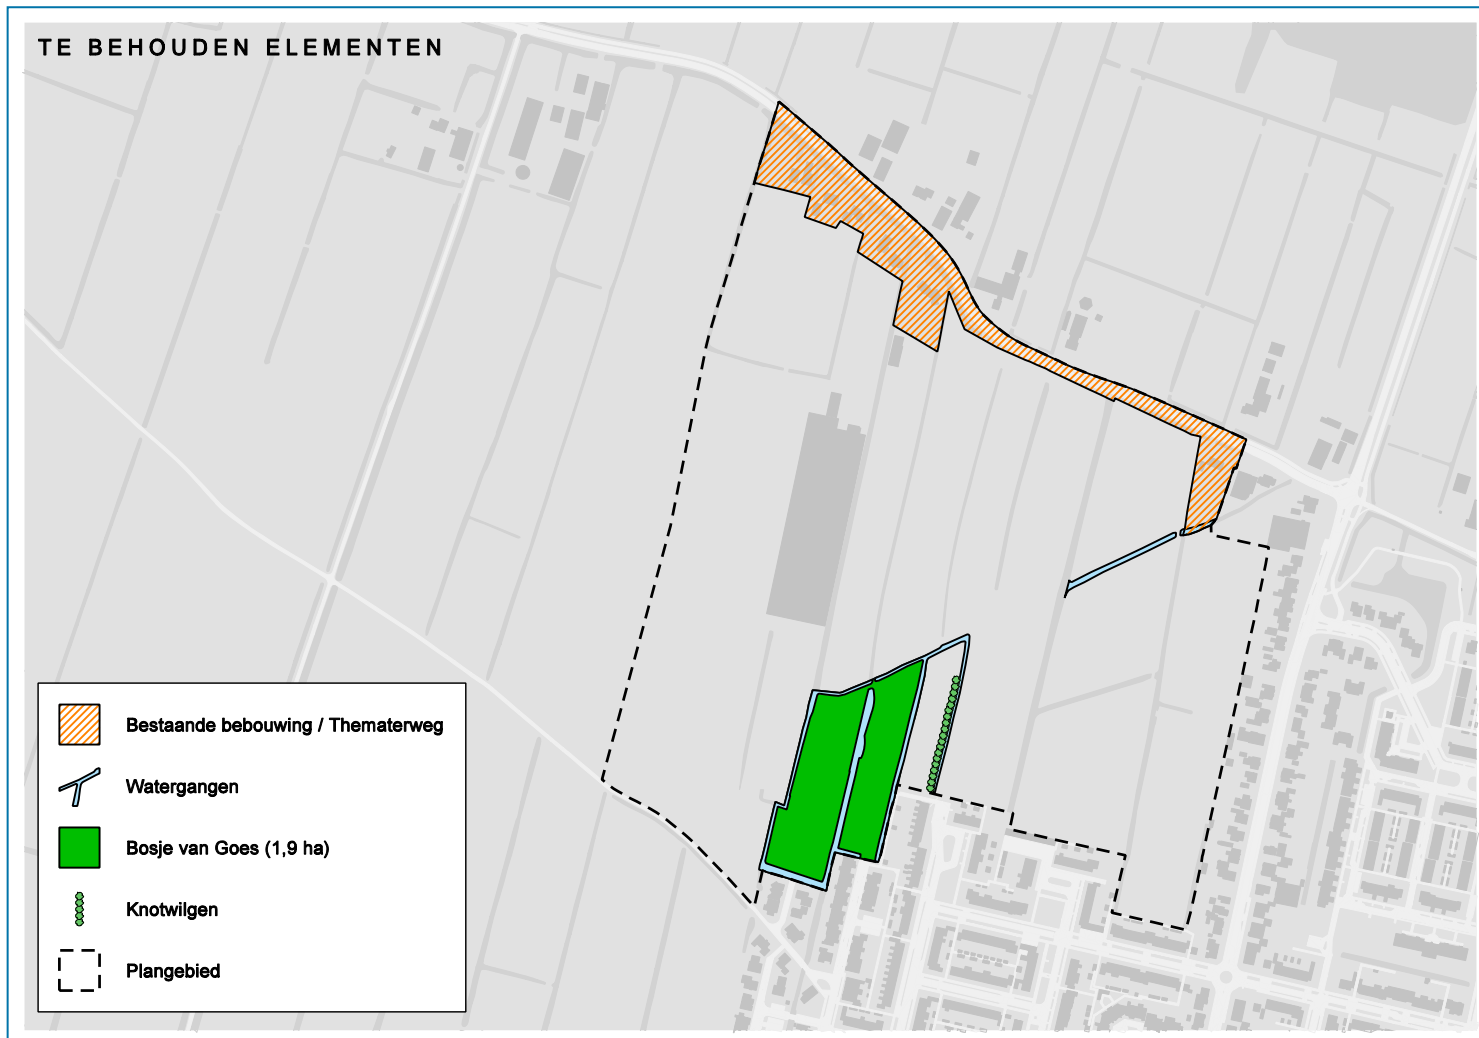 TE BEHOUDEN ELEMENTEN
Bestaande bebouwing / Thematerweg
Watergangen
Bosje van Goes (1,9 ha)
Knotwilgen
Plangebied